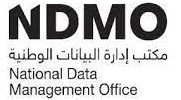 NDMO
مكتب إدارة البيانات الوطنية
National Data
Management Office